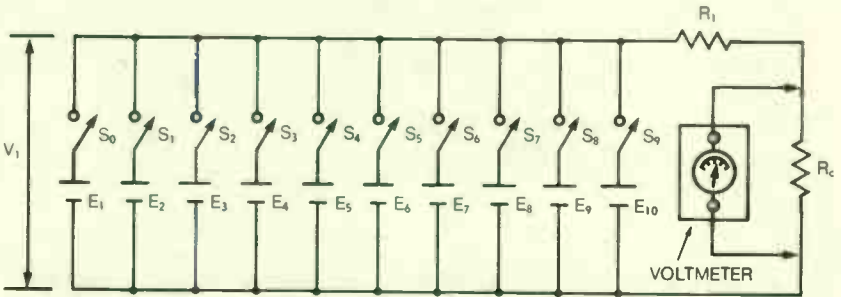 R₁
V₁
S₀ S₁ S₂ S₃ S₄ S₅ S₆ S₇ S₈ S₉
R꜀
E₁ E₂ E₃ E₄ E₅ E₆ E₇ E₈ E₉ E₁₀
VOLTMETER